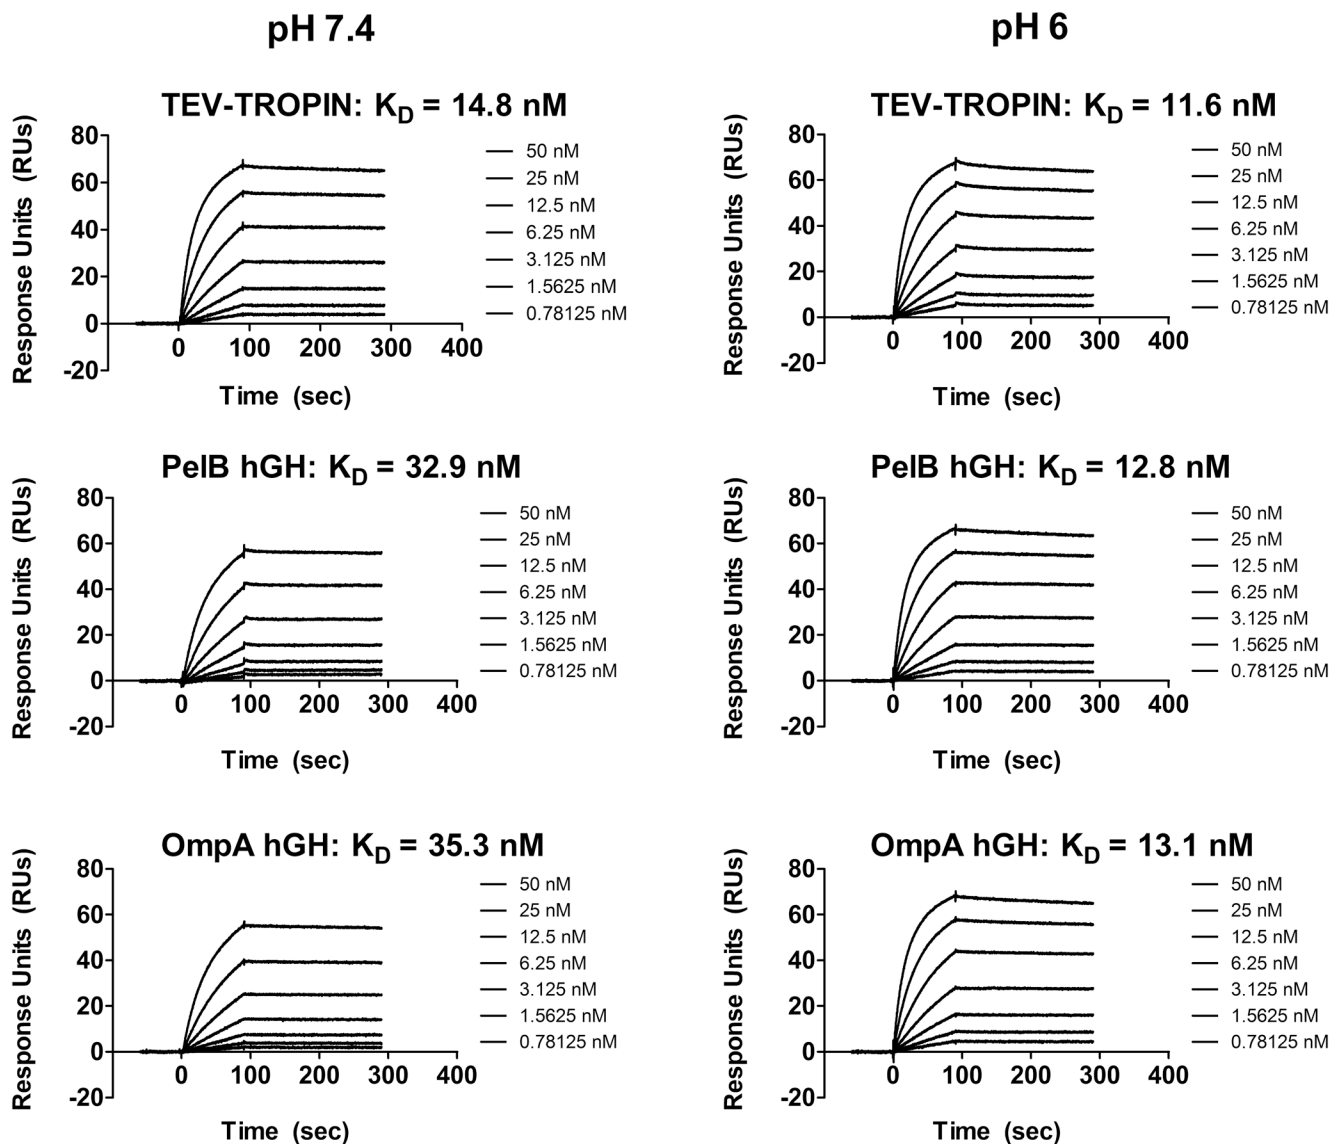 pH 7.4
pH 6
TEV-TROPIN: KD = 14.8 nM
Response Units (RUs)
80
60
40
20
0
-20
0
100
200
300
400
Time (sec)
50 nM
25 nM
12.5 nM
6.25 nM
3.125 nM
1.5625 nM
0.78125 nM
TEV-TROPIN: KD = 11.6 nM
Response Units (RUs)
80
60
40
20
0
-20
0
100
200
300
400
Time (sec)
50 nM
25 nM
12.5 nM
6.25 nM
3.125 nM
1.5625 nM
0.78125 nM
PelB hGH: KD = 32.9 nM
Response Units (RUs)
80
60
40
20
0
-20
0
100
200
300
400
Time (sec)
50 nM
25 nM
12.5 nM
6.25 nM
3.125 nM
1.5625 nM
0.78125 nM
PelB hGH: KD = 12.8 nM
Response Units (RUs)
80
60
40
20
0
-20
0
100
200
300
400
Time (sec)
50 nM
25 nM
12.5 nM
6.25 nM
3.125 nM
1.5625 nM
0.78125 nM
OmpA hGH: KD = 35.3 nM
Response Units (RUs)
80
60
40
20
0
-20
0
100
200
300
400
Time (sec)
50 nM
25 nM
12.5 nM
6.25 nM
3.125 nM
1.5625 nM
0.78125 nM
OmpA hGH: KD = 13.1 nM
Response Units (RUs)
80
60
40
20
0
-20
0
100
200
300
400
Time (sec)
50 nM
25 nM
12.5 nM
6.25 nM
3.125 nM
1.5625 nM
0.78125 nM